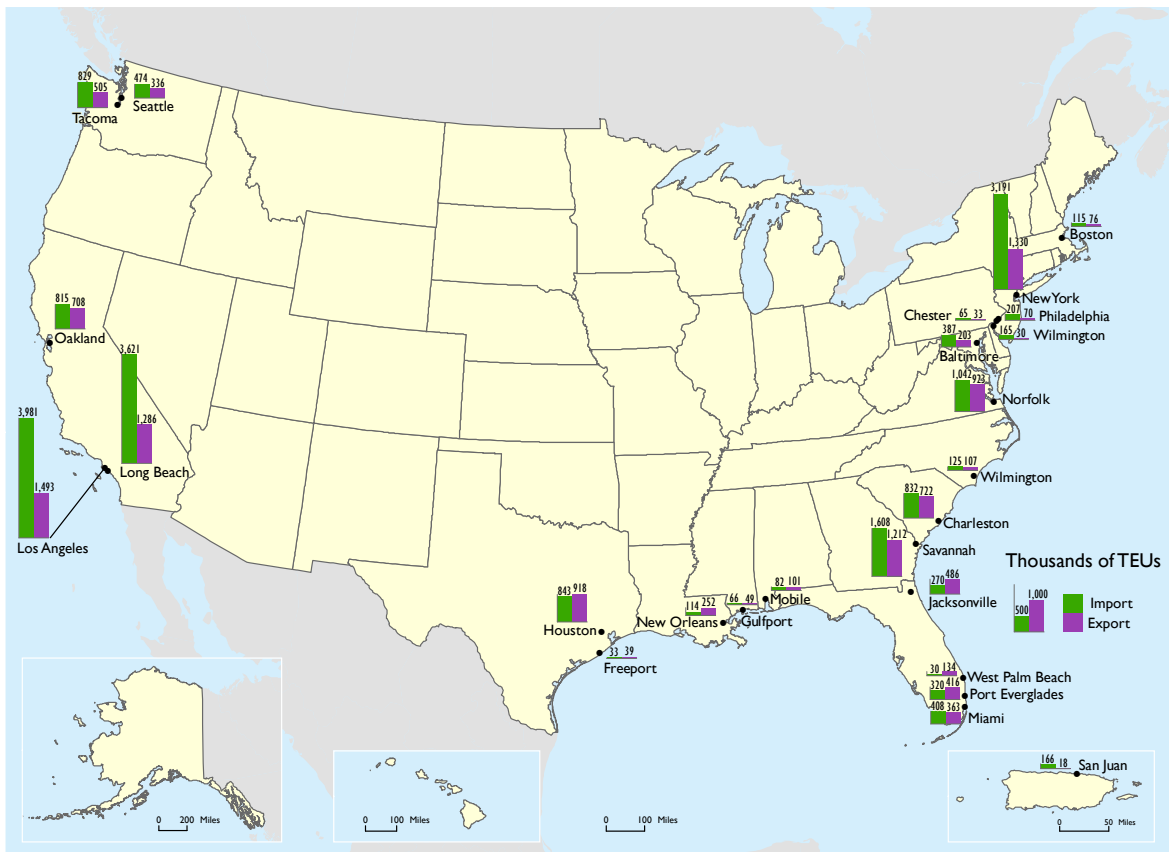 829
505
Tacoma
474
336
Seattle
815
708
Oakland
3,621
1,286
Long Beach
3,981
1,493
Los Angeles
843
918
Houston
33
39
Freeport
114
252
New Orleans
66
49
Gulfport
82
101
Mobile
3,191
1,330
New York
115
76
Boston
207
70
Philadelphia
Chester
65
33
165
30
Wilmington
387
203
Baltimore
1,042
923
Norfolk
125
107
Wilmington
832
722
Charleston
1,608
1,212
Savannah
270
486
Jacksonville
30
134
West Palm Beach
320
416
Port Everglades
408
363
Miami
Thousands of TEUs
500
1,000
Import
Export
166
18
San Juan
0 200 Miles
0 100 Miles
0 100 Miles
0 50 Miles